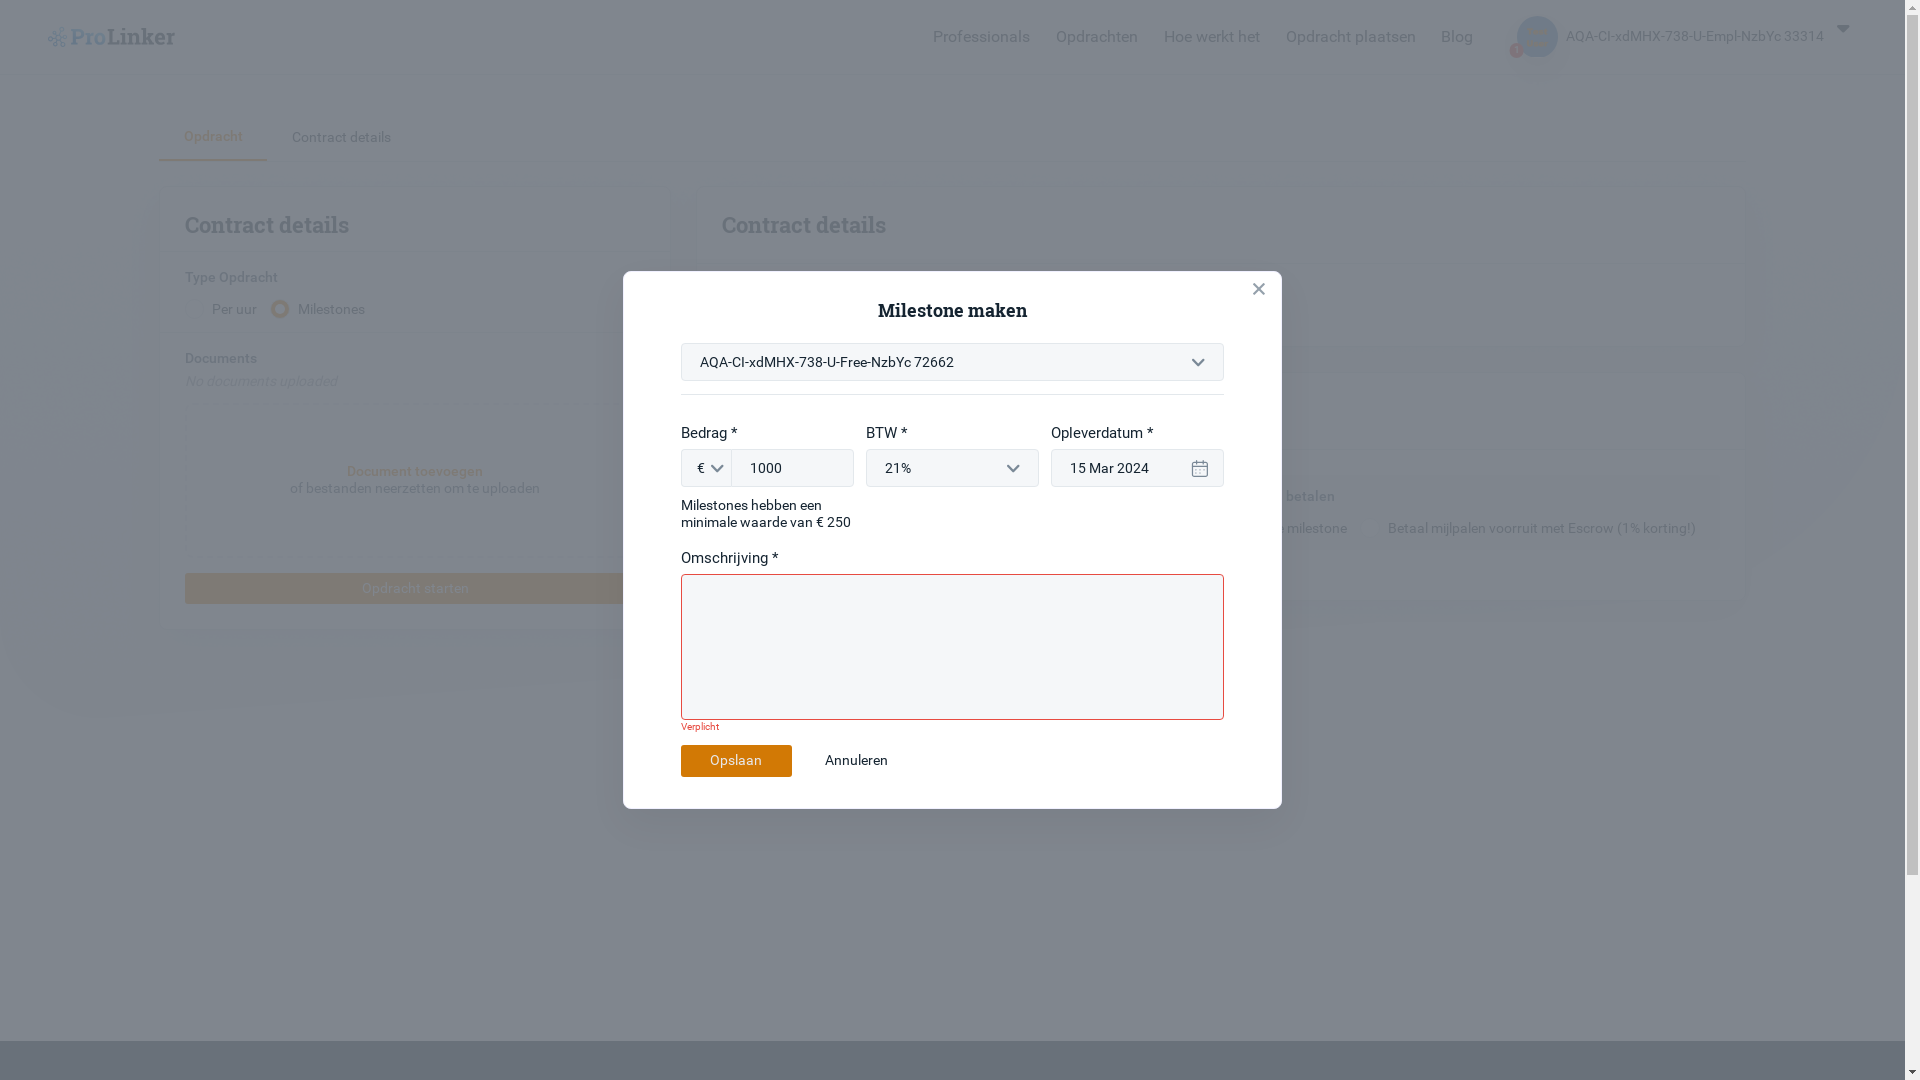 ProLinker
Professionals
Opdrachten
Hoe werkt het
Opdracht plaatsen
Blog
1
AQA-CI-xdMHX-738-U-Empl-NzbYc 33314
Opdracht
Contract details
Contract details
Contract details
Type Opdracht
Per uur
Milestones
Documents
No documents uploaded
Document toevoegen
of bestanden neerzetten om te uploaden
Opdracht starten
betalen
milestone
Betaal mijlpalen voorruit met Escrow (1% korting!)
Milestone maken
AQA-CI-xdMHX-738-U-Free-NzbYc 72662
Bedrag *
BTW *
Opleverdatum *
€
1000
21%
15 Mar 2024
Milestones hebben een
minimale waarde van € 250
Omschrijving *
Verplicht
Opslaan
Annuleren